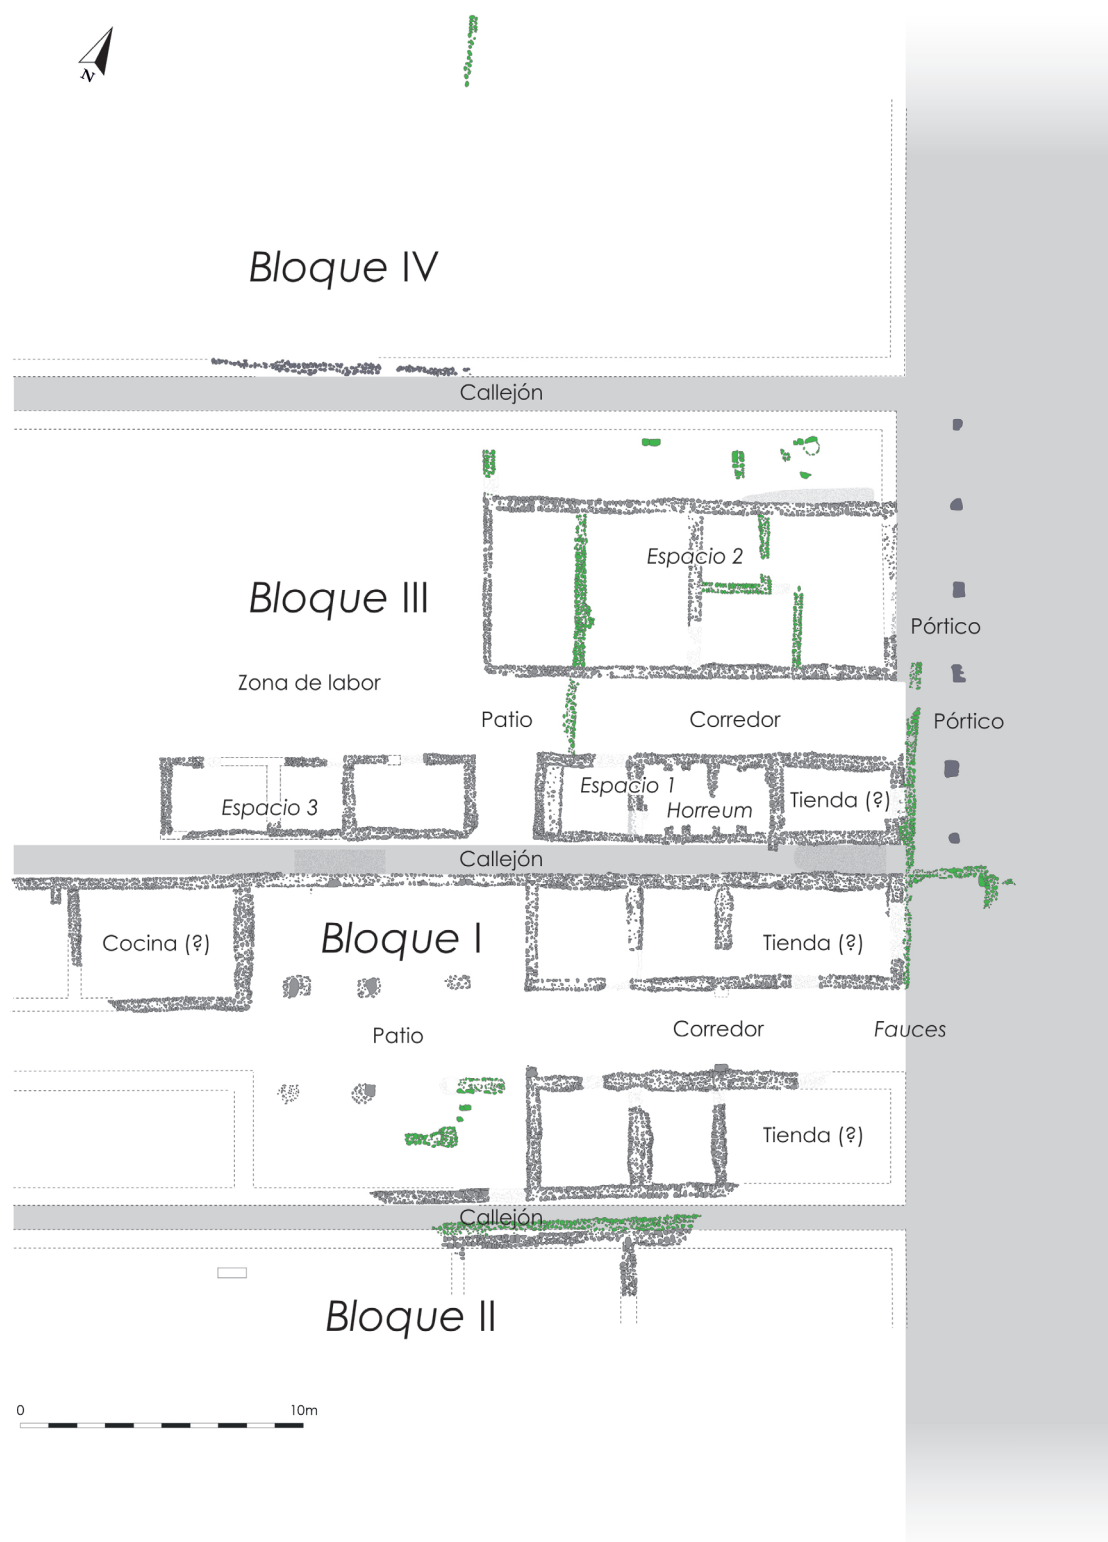 N
Bloque IV
Callejón
Espacio 2
Bloque III
Pórtico
Zona de labor
Patio
Corredor
Pórtico
Espacio 1
Espacio 3
Horreum
Tienda (?)
Callejón
Cocina (?)
Bloque I
Tienda (?)
Patio
Corredor
Fauces
Tienda (?)
Callejón
Bloque II
0
10m